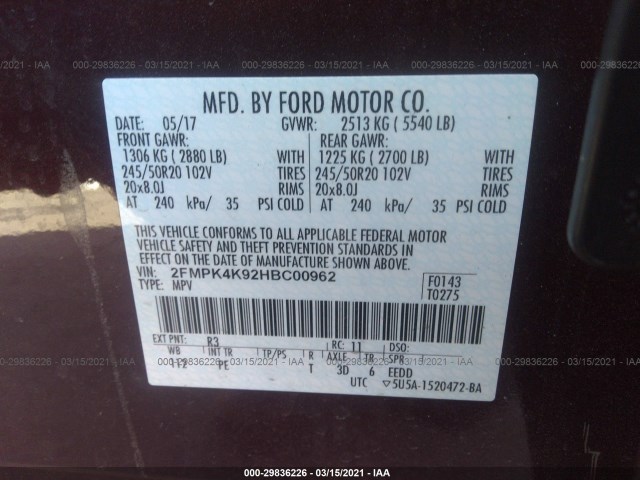 000-29836226 - 03/15/2021 - IAA
000-29836226 - 03/15/2021 - IAA
000-29836226 - 03/15/2021 - IAA
MFD. BY FORD MOTOR CO.
DATE: 05/17 GVWR: 2513 KG ( 5540 LB)
FRONT GAWR: REAR GAWR:
1306 KG ( 2880 LB) WITH 1225 KG ( 2700 LB) WITH
245/50R20 102V TIRES 245/50R20 102V TIRES
20x8.0J RIMS 20x8.0J RIMS
AT 240 kPa/ 35 PSI COLD AT 240 kPa/ 35 PSI COLD
THIS VEHICLE CONFORMS TO ALL APPLICABLE FEDERAL MOTOR
VEHICLE SAFETY AND THEFT PREVENTION STANDARDS IN
EFFECT ON THE DATE OF MANUFACTURE SHOWN ABOVE.
VIN: 2FMPK4K92HBC00962
TYPE: MPV
F0143
T0275
EXT PNT: R3 RC: 11 DSO:
WB INT TR TP/PS R AXLE TR SPR
112 PE T 3D 6 EEDD
UTC 5U5A-1520472-BA
000-29836226 - 03/15/2021 - IAA